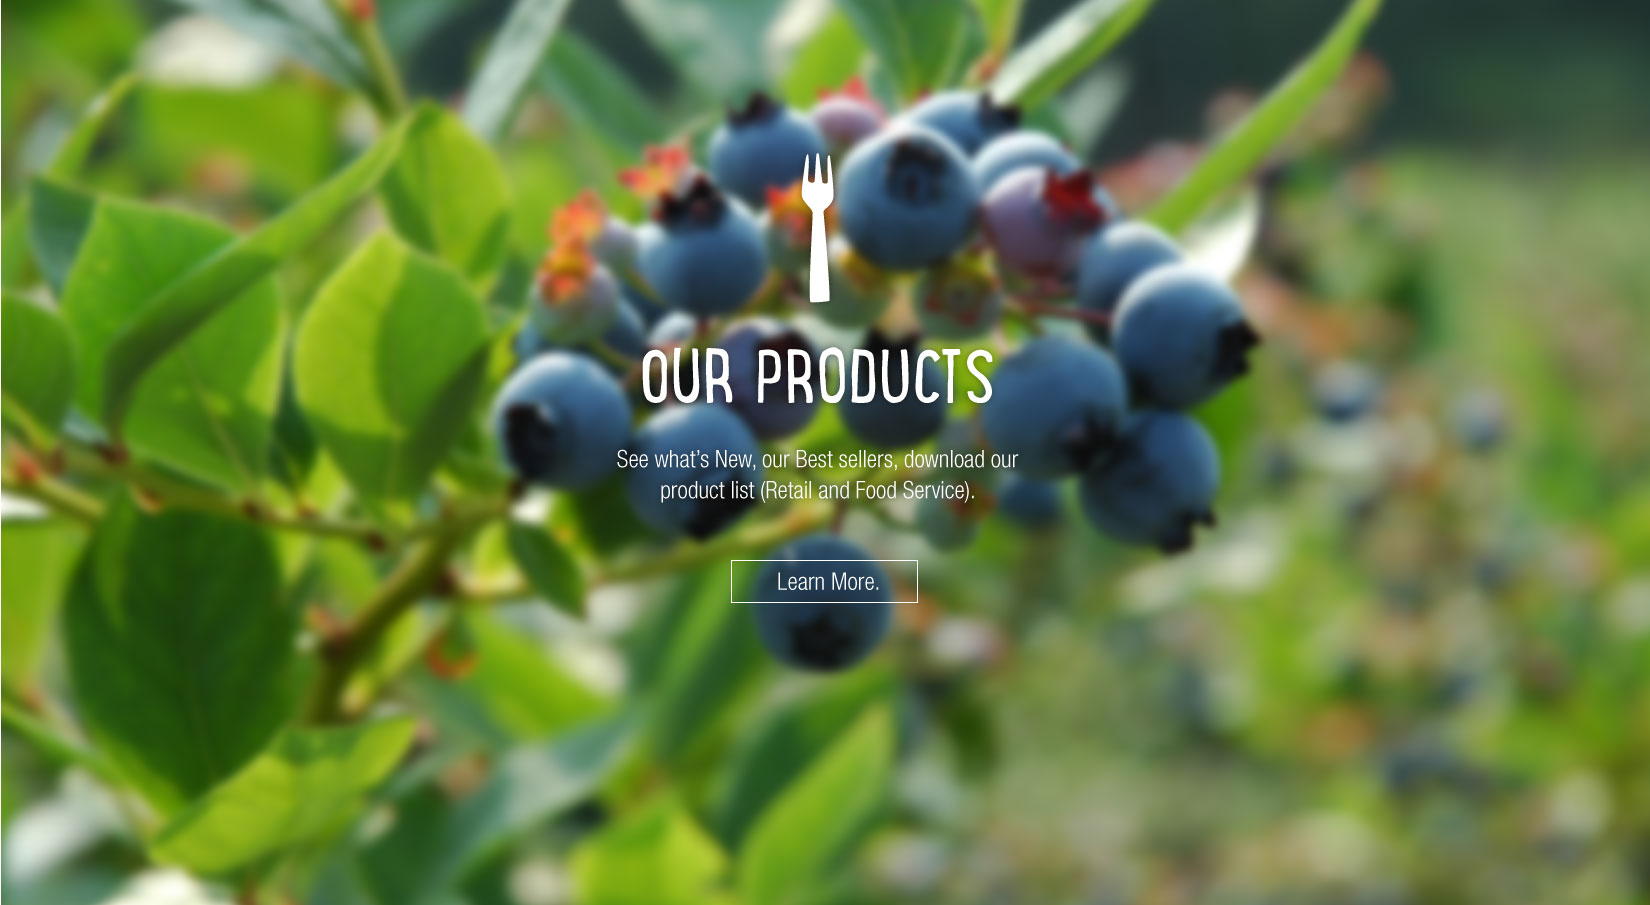 OUR PRODUCTS
See what’s New, our Best sellers, download our
product list (Retail and Food Service).
Learn More.